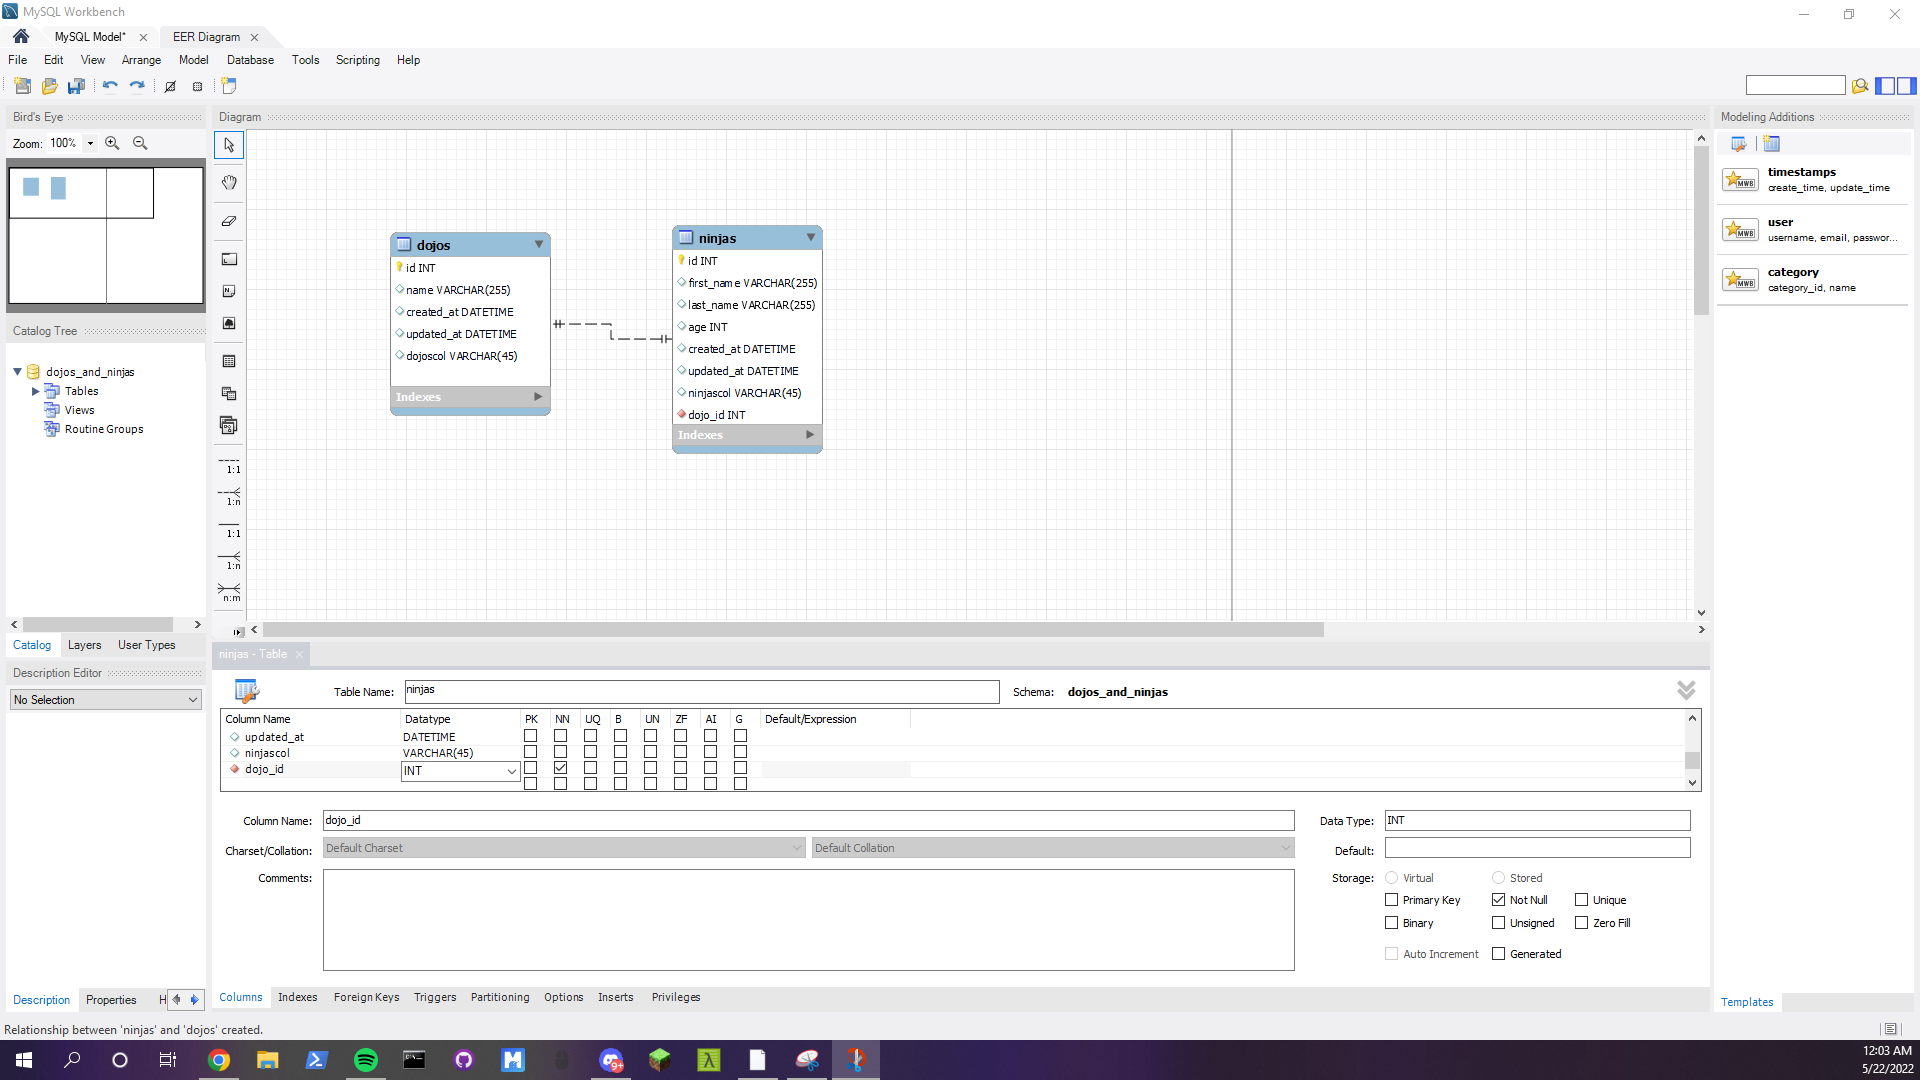 MySQL Workbench
MySQL Model*
EER Diagram
File Edit View Arrange Model Database Tools Scripting Help
Bird's Eye
Zoom: 100%
Diagram
Modeling Additions
timestamps
create_time, update_time
user
username, email, passwor...
category
category_id, name
MWB
MWB
MWB
dojos
id INT
name VARCHAR(255)
created_at DATETIME
updated_at DATETIME
dojoscol VARCHAR(45)
Indexes
ninjas
id INT
first_name VARCHAR(255)
last_name VARCHAR(255)
age INT
created_at DATETIME
updated_at DATETIME
ninjascol VARCHAR(45)
dojo_id INT
Indexes
Catalog Tree
dojos_and_ninjas
Tables
Views
Routine Groups
1:1
1:n
1:1
1:n
n:m
Catalog Layers User Types
Description Editor
No Selection
ninjas - Table
Table Name: ninjas
Schema: dojos_and_ninjas
Column Name Datatype PK NN UQ B UN ZF AI G Default/Expression
updated_at DATETIME
ninjascol VARCHAR(45)
dojo_id INT
Column Name: dojo_id
Data Type: INT
Charset/Collation: Default Charset Default Collation
Default:
Comments:
Storage: Virtual Stored
Primary Key Not Null Unique
Binary Unsigned Zero Fill
Auto Increment Generated
Description Properties H
Columns Indexes Foreign Keys Triggers Partitioning Options Inserts Privileges
Templates
Relationship between 'ninjas' and 'dojos' created.
9+
12:03 AM
5/22/2022